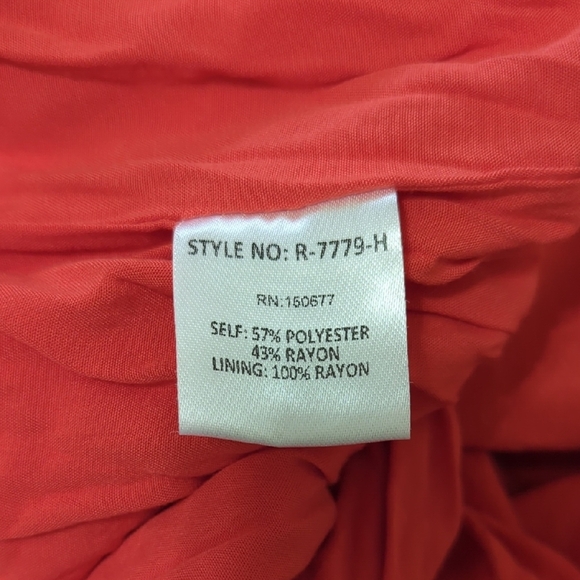 STYLE NO: R-7779-H
RN:150677
SELF: 57% POLYESTER
43% RAYON
LINING: 100% RAYON